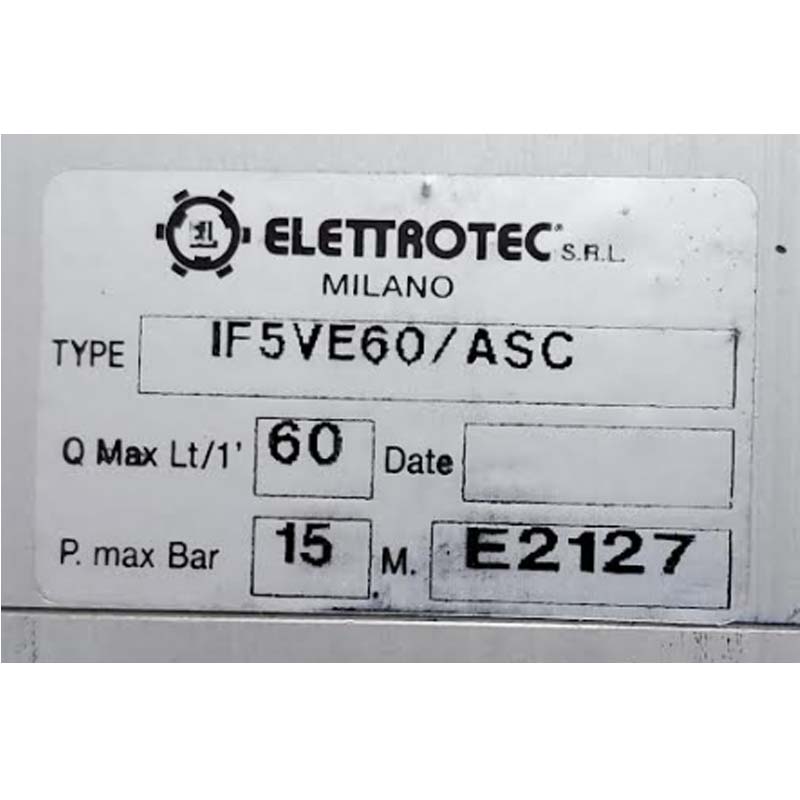 ELETTROTEC® S.R.L.
MILANO
TYPE IF5VE60/ASC
Q Max Lt/1' 60 Date
P. max Bar 15 M. E2127